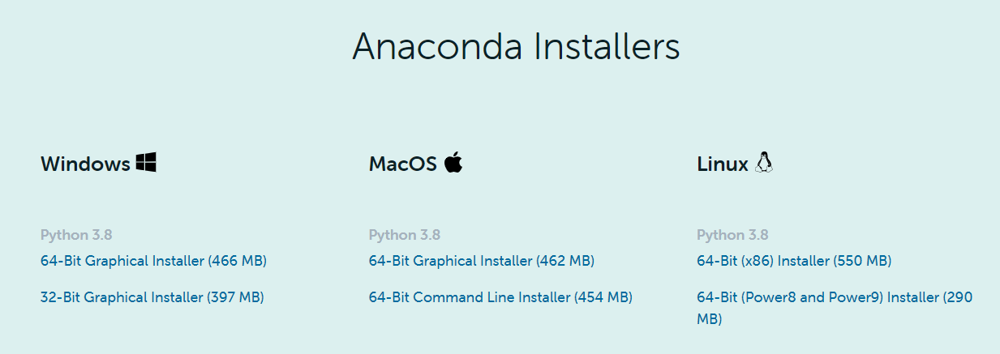 Anaconda Installers
Windows
Python 3.8
64-Bit Graphical Installer (466 MB)
32-Bit Graphical Installer (397 MB)
MacOS
Python 3.8
64-Bit Graphical Installer (462 MB)
64-Bit Command Line Installer (454 MB)
Linux
Python 3.8
64-Bit (x86) Installer (550 MB)
64-Bit (Power8 and Power9) Installer (290
MB)